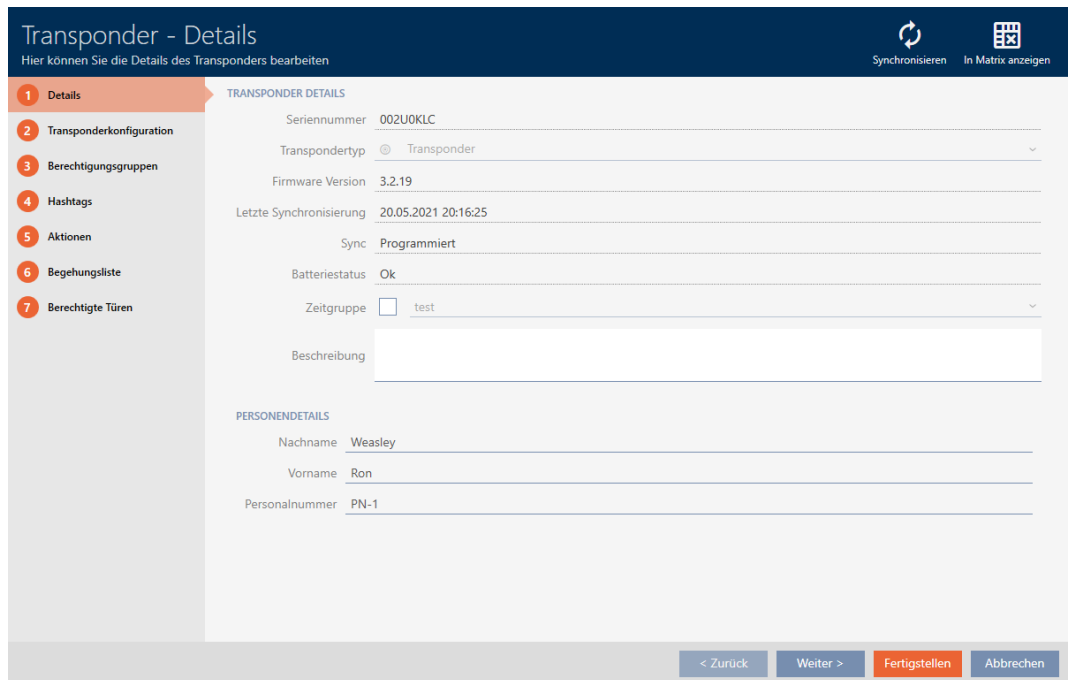 Transponder - Details
Hier können Sie die Details des Transponders bearbeiten
Synchronisieren
In Matrix anzeigen
1 Details
2 Transponderkonfiguration
3 Berechtigungsgruppen
4 Hashtags
5 Aktionen
6 Begehungsliste
7 Berechtigte Türen
TRANSPONDER DETAILS
Seriennummer 002U0KLC
Transpondertyp Transponder
Firmware Version 3.2.19
Letzte Synchronisierung 20.05.2021 20:16:25
Sync Programmiert
Batteriestatus Ok
Zeitgruppe test
Beschreibung
PERSONENDETAILS
Nachname Weasley
Vorname Ron
Personalnummer PN-1
< Zurück
Weiter >
Fertigstellen
Abbrechen